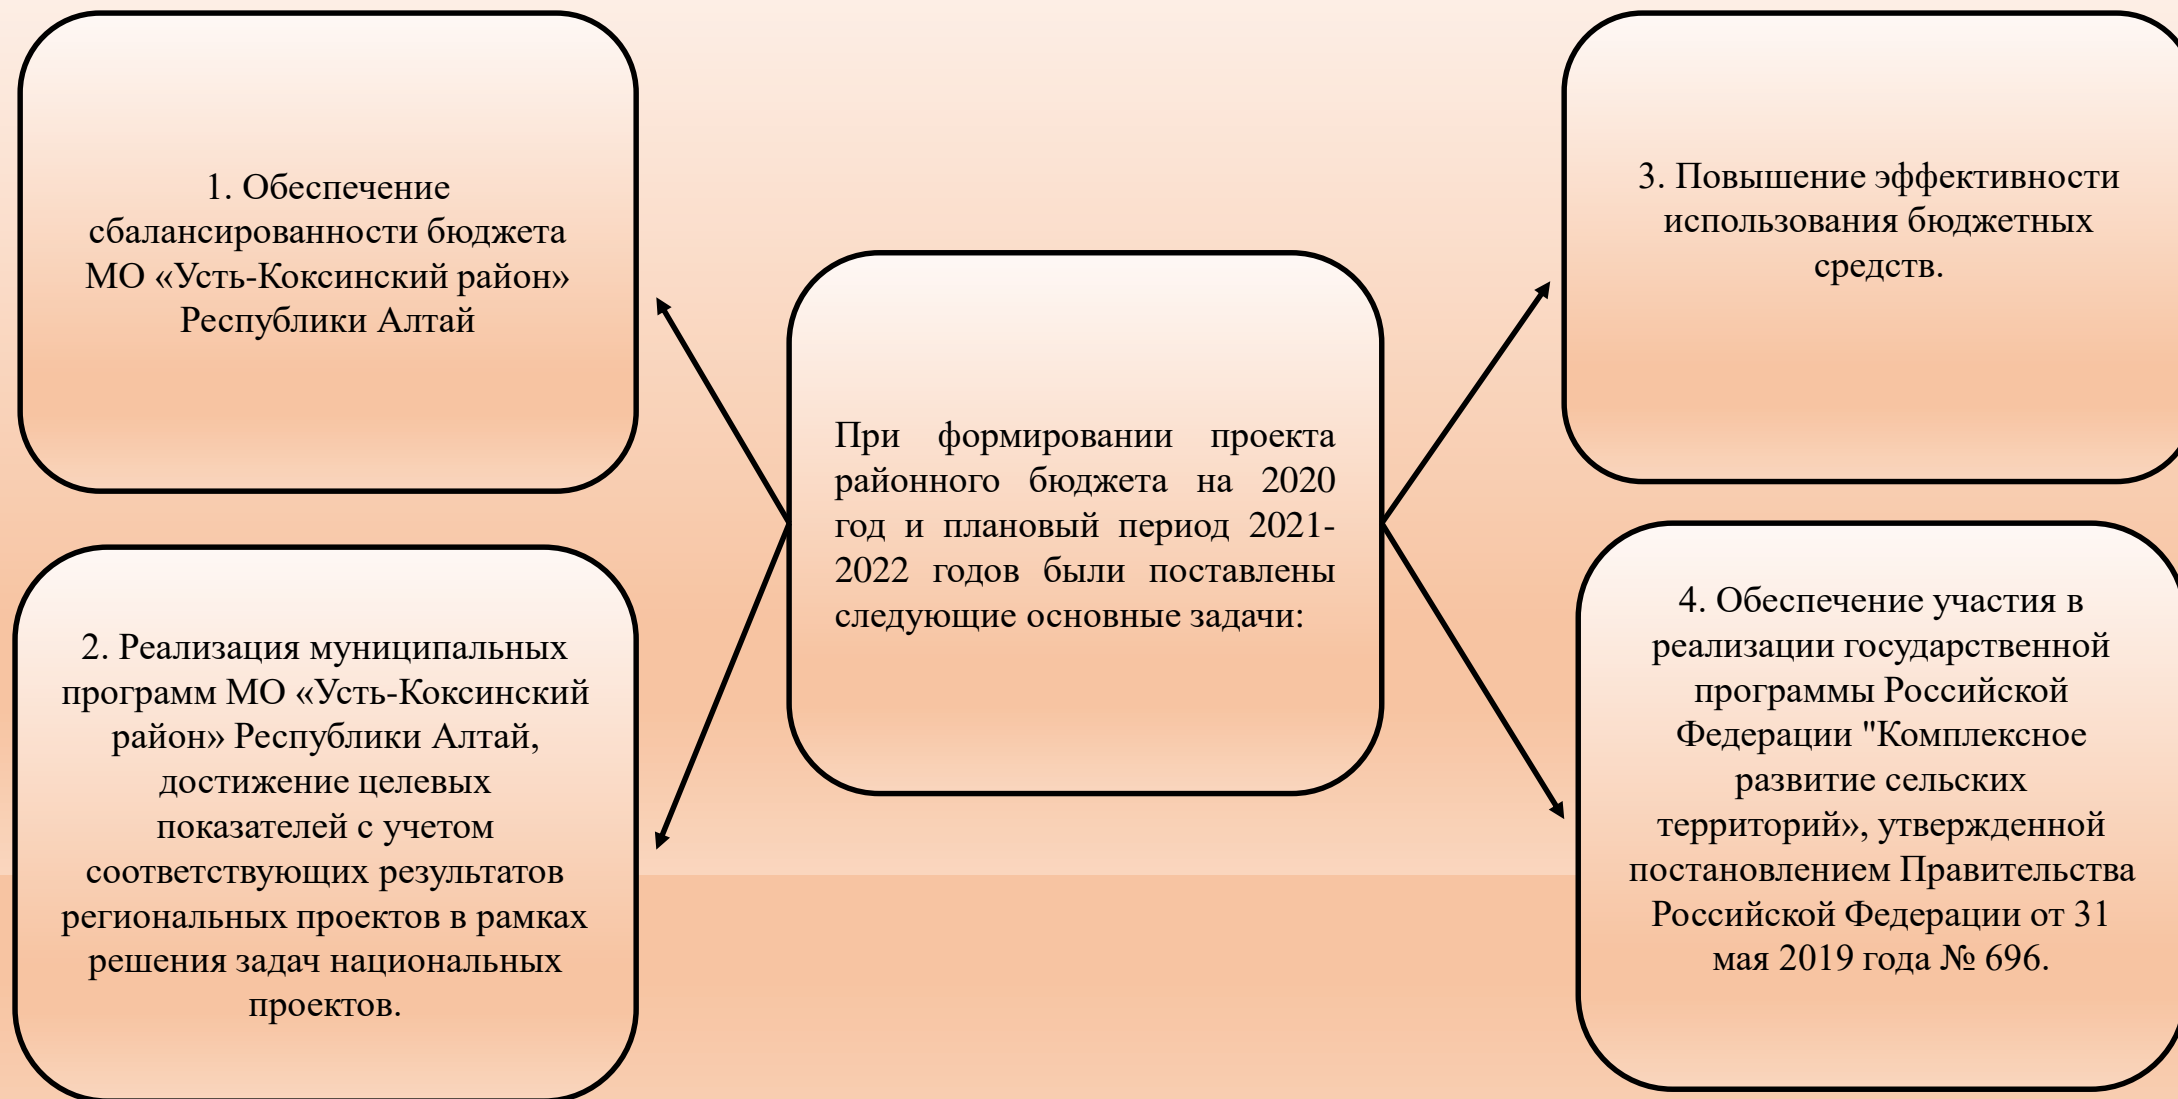 1. Обеспечение
сбалансированности бюджета
МО «Усть-Коксинский район»
Республики Алтай
2. Реализация муниципальных
программ МО «Усть-Коксинский
район» Республики Алтай,
достижение целевых
показателей с учетом
соответствующих результатов
региональных проектов в рамках
решения задач национальных
проектов.
При формировании проекта
районного бюджета на 2020
год и плановый период 2021-
2022 годов были поставлены
следующие основные задачи:
3. Повышение эффективности
использования бюджетных
средств.
4. Обеспечение участия в
реализации государственной
программы Российской
Федерации "Комплексное
развитие сельских
территорий», утвержденной
постановлением Правительства
Российской Федерации от 31
мая 2019 года № 696.